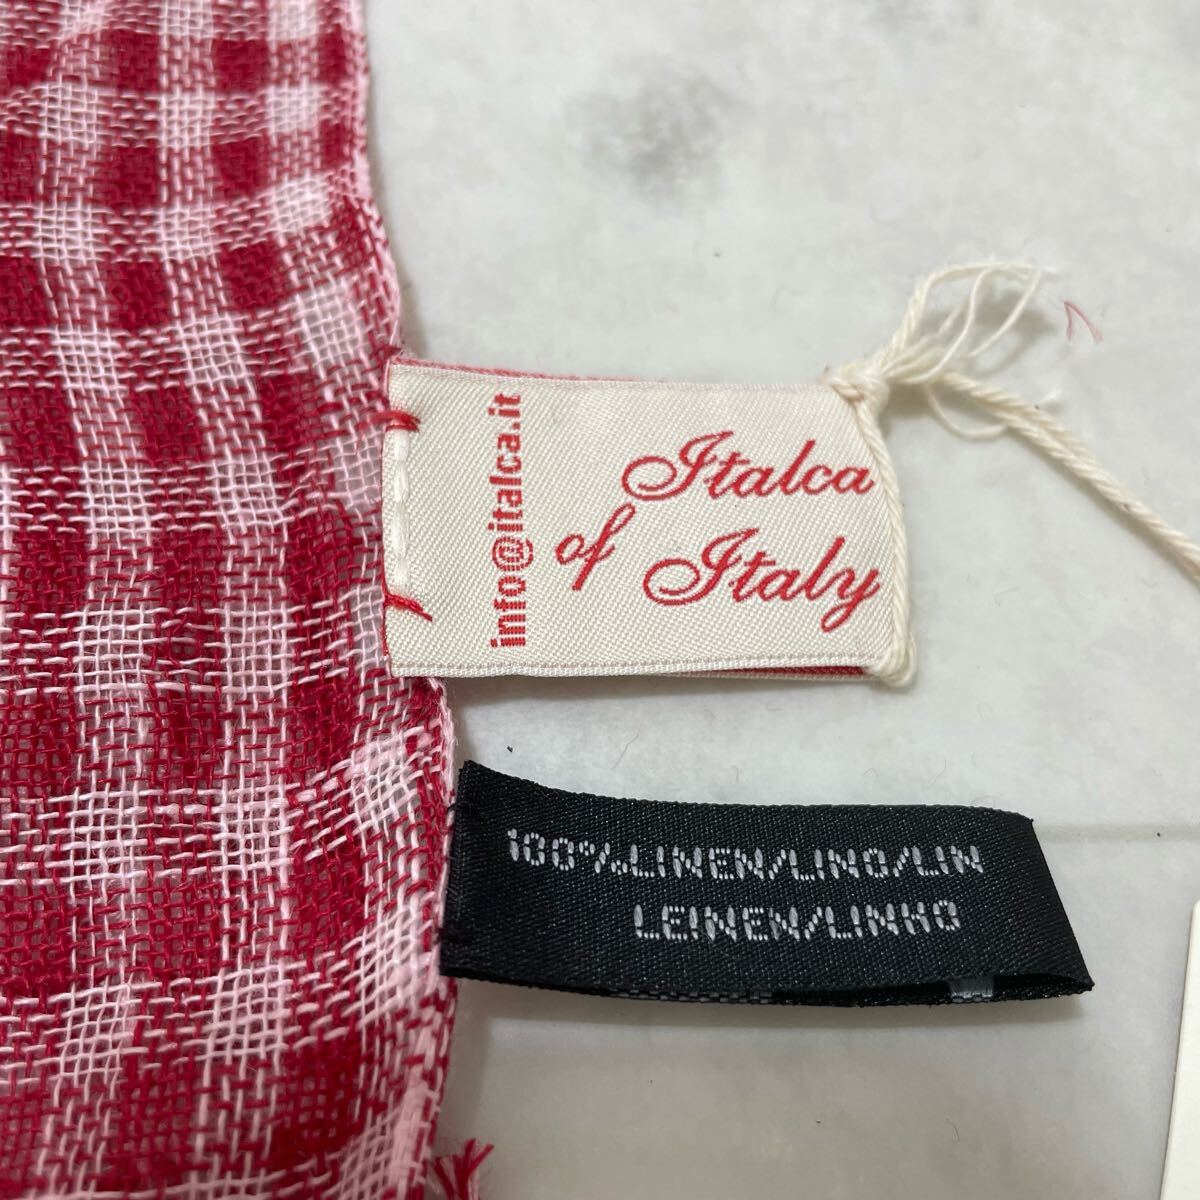 info@italca.it
Italca
of
Italy
100%LINEN/LINO/LIN
LEINEN/LINHO